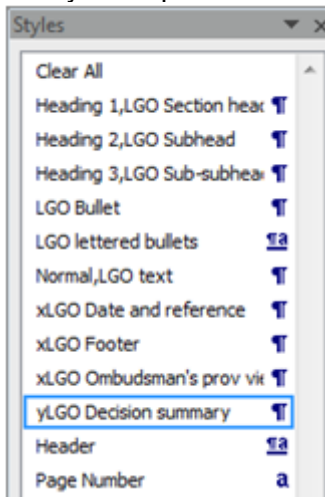 Styles
Clear All
Heading 1,LGO Section head ¶
Heading 2,LGO Subhead ¶
Heading 3,LGO Sub-subhea ¶
LGO Bullet ¶
LGO lettered bullets ¶a
Normal,LGO text ¶
xLGO Date and reference ¶
xLGO Footer ¶
xLGO Ombudsman's prov vie ¶
yLGO Decision summary ¶
Header ¶a
Page Number a